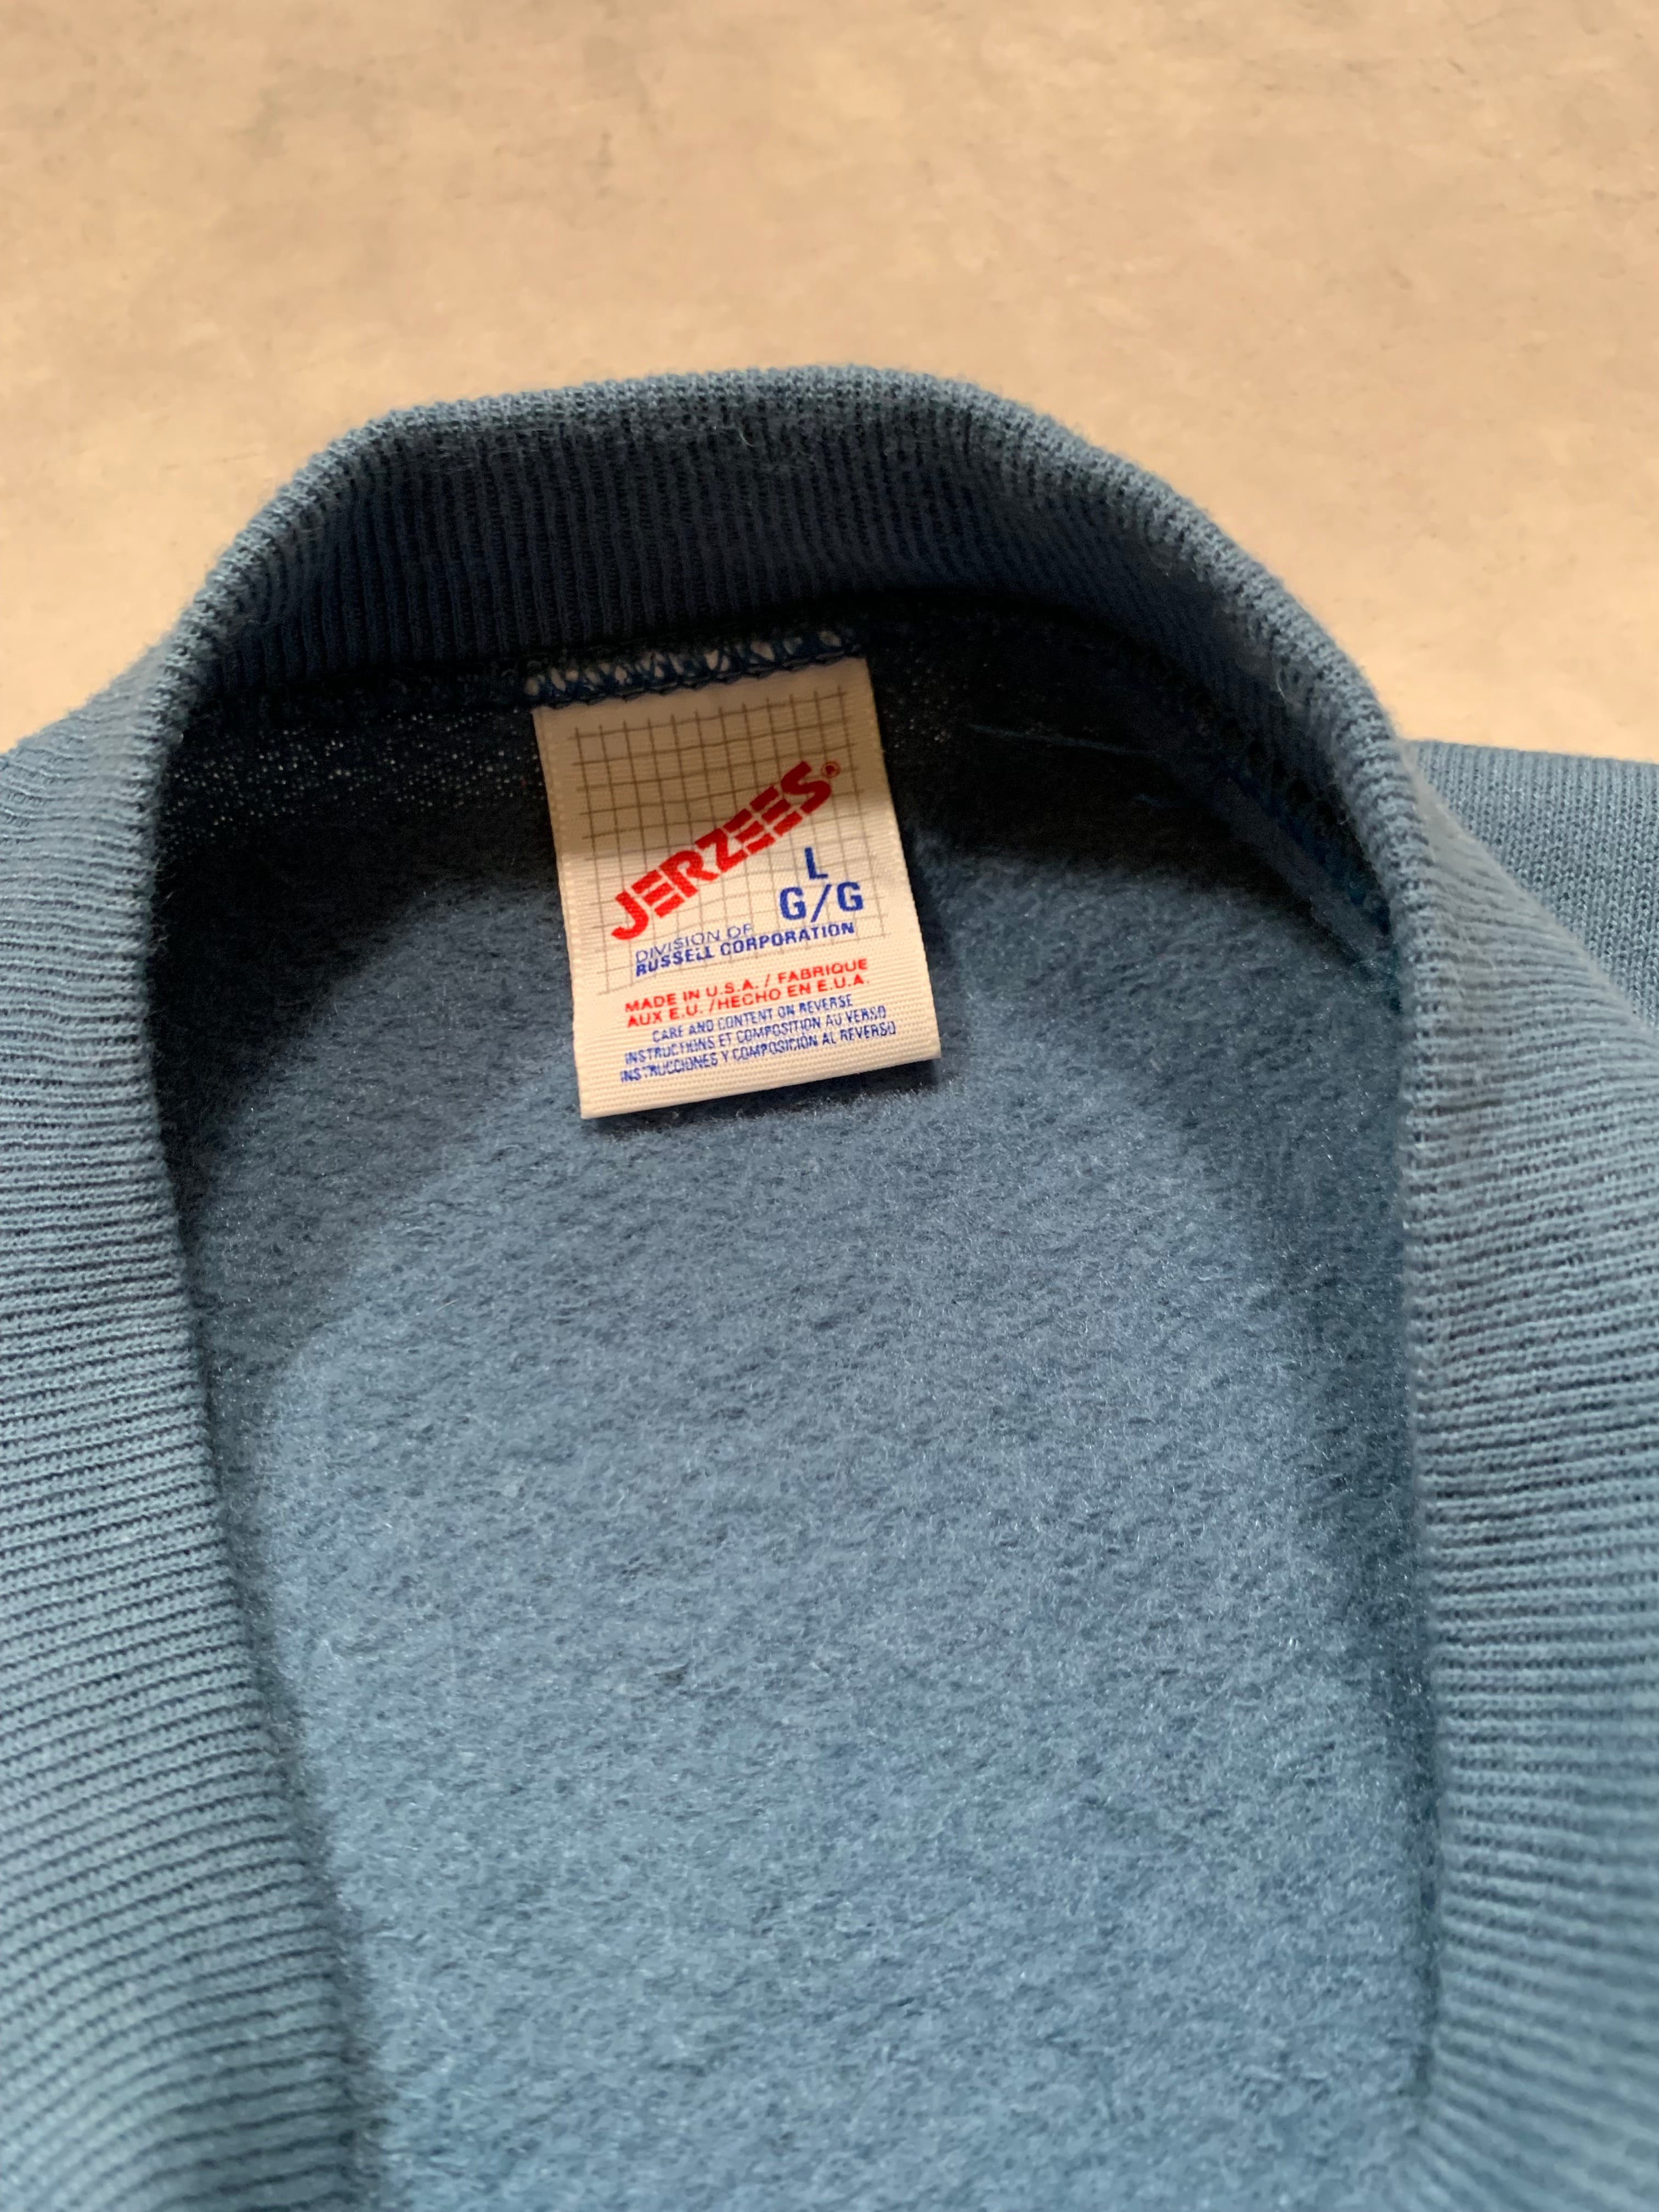 JERZEES®
L
G/G
DIVISION OF
RUSSELL CORPORATION
MADE IN U.S.A. / FABRIQUE
AUX E.U. /HECHO EN E.U.A.
CARE AND CONTENT ON REVERSE
INSTRUCTIONS ET COMPOSITION AU VERSO
INSTRUCCIONES Y COMPOSICIÓN AL REVERSO